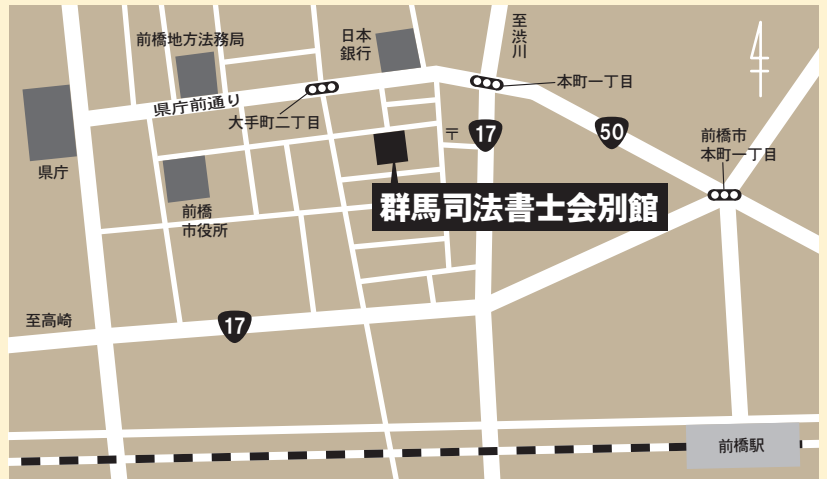 至渋川
前橋地方法務局
日本
銀行
本町一丁目
県庁前通り
大手町二丁目
〒
17
50
前橋市
本町一丁目
県庁
前橋
市役所
群馬司法書士会別館
至高崎
17
前橋駅